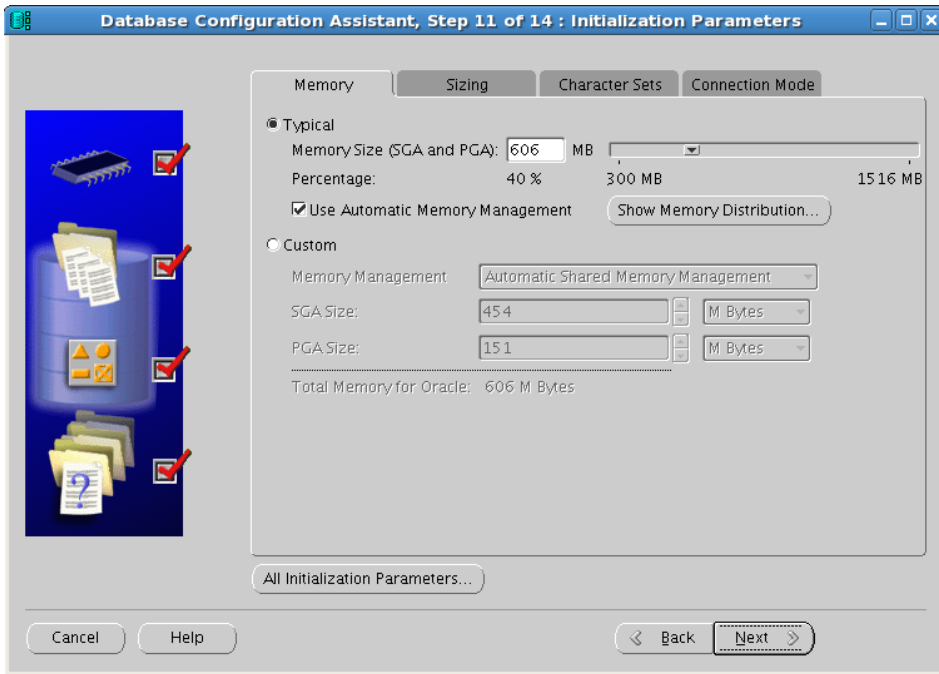 Database Configuration Assistant, Step 11 of 14 : Initialization Parameters
Memory Sizing Character Sets Connection Mode
Typical
Memory Size (SGA and PGA): 606 MB
Percentage: 40 % 300 MB 1516 MB
Use Automatic Memory Management Show Memory Distribution...
Custom
Memory Management Automatic Shared Memory Management
SGA Size: 454 M Bytes
PGA Size: 151 M Bytes
Total Memory for Oracle: 606 M Bytes
?
All Initialization Parameters...
Cancel Help Back Next